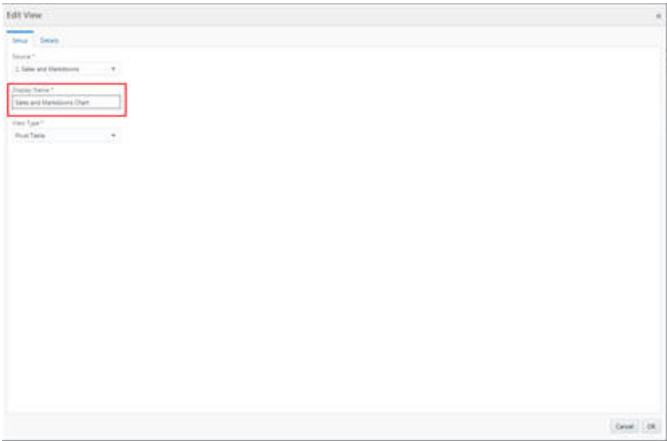 Edit View
×
Setup Details
Source *
2. Sales and Markdowns
Display Name *
Sales and Markdowns Chart
View Type *
Pivot Table
Cancel OK